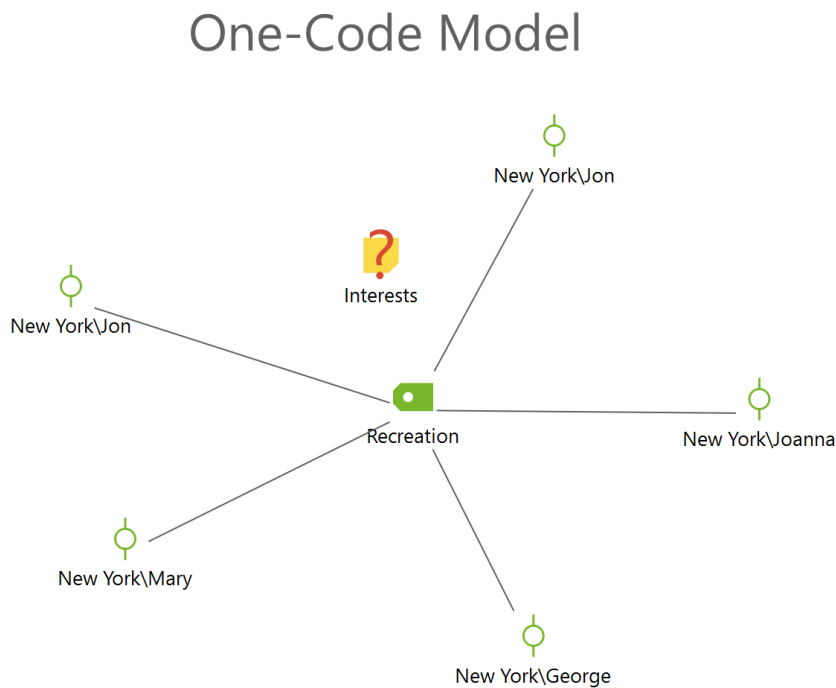 One-Code Model
New York\Jon
Interests
New York\Jon
Recreation
New York\Joanna
New York\Mary
New York\George